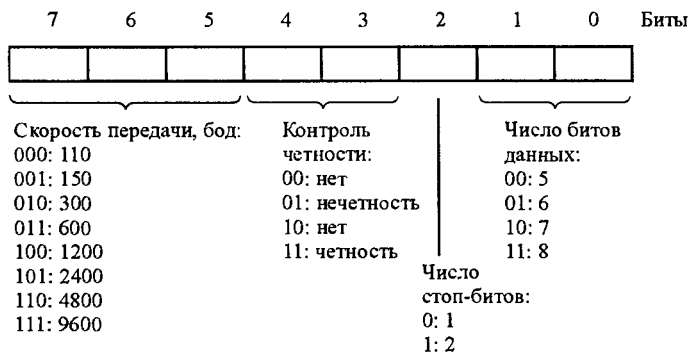 7 6 5 4 3 2 1 0 Биты
Скорость передачи, бод:
000: 110
001: 150
010: 300
011: 600
100: 1200
101: 2400
110: 4800
111: 9600
Контроль
четности:
00: нет
01: нечетность
10: нет
11: четность
Число
стоп-битов:
0: 1
1: 2
Число битов
данных:
00: 5
01: 6
10: 7
11: 8